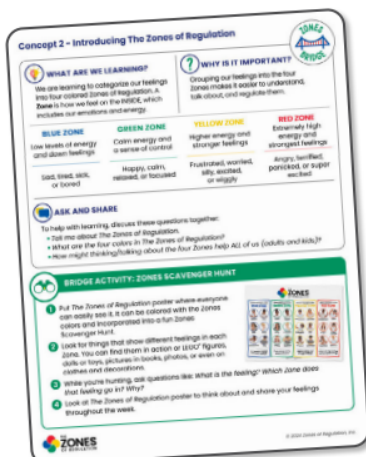 Concept 2 - Introducing The Zones of Regulation
ZONES
BRIDGE
WHAT ARE WE LEARNING?
We are learning to categorize our feelings
into four colored Zones of Regulation. A
Zone is how we feel on the INSIDE, which
includes our emotions and energy.
WHY IS IT IMPORTANT?
Grouping our feelings into the four
Zones makes it easier to understand,
talk about, and regulate them.
BLUE ZONE
Low levels of energy
and down feelings
Sad, tired, sick,
or bored
GREEN ZONE
Calm energy and
a sense of control
Happy, calm,
relaxed, or focused
YELLOW ZONE
Higher energy and
stronger feelings
Frustrated, worried,
silly, excited,
or wiggly
RED ZONE
Extremely high
energy and
strongest feelings
Angry, terrified,
panicked, or super
excited
ASK AND SHARE
To help with learning, discuss these questions together:
• Tell me about The Zones of Regulation.
• What are the four colors in The Zones of Regulation?
• How might thinking/talking about the four Zones help ALL of us (adults and kids)?
BRIDGE ACTIVITY: ZONES SCAVENGER HUNT
1 Put The Zones of Regulation poster where everyone
can easily see it. It can be colored with the Zones
colors and incorporated into a fun Zones
Scavenger Hunt.
2 Look for things that show different feelings in each
Zone. You can find them in action or LEGO® figures,
dolls or toys, pictures in books, photos, or even on
clothes and decorations.
3 While you're hunting, ask questions like: What is the feeling? Which Zone does
that feeling go in? Why?
4 Look at The Zones of Regulation poster to think about and share your feelings
throughout the week.
ZONES
THE
ZONES
OF REGULATION
© 2024 Zones of Regulation, Inc.